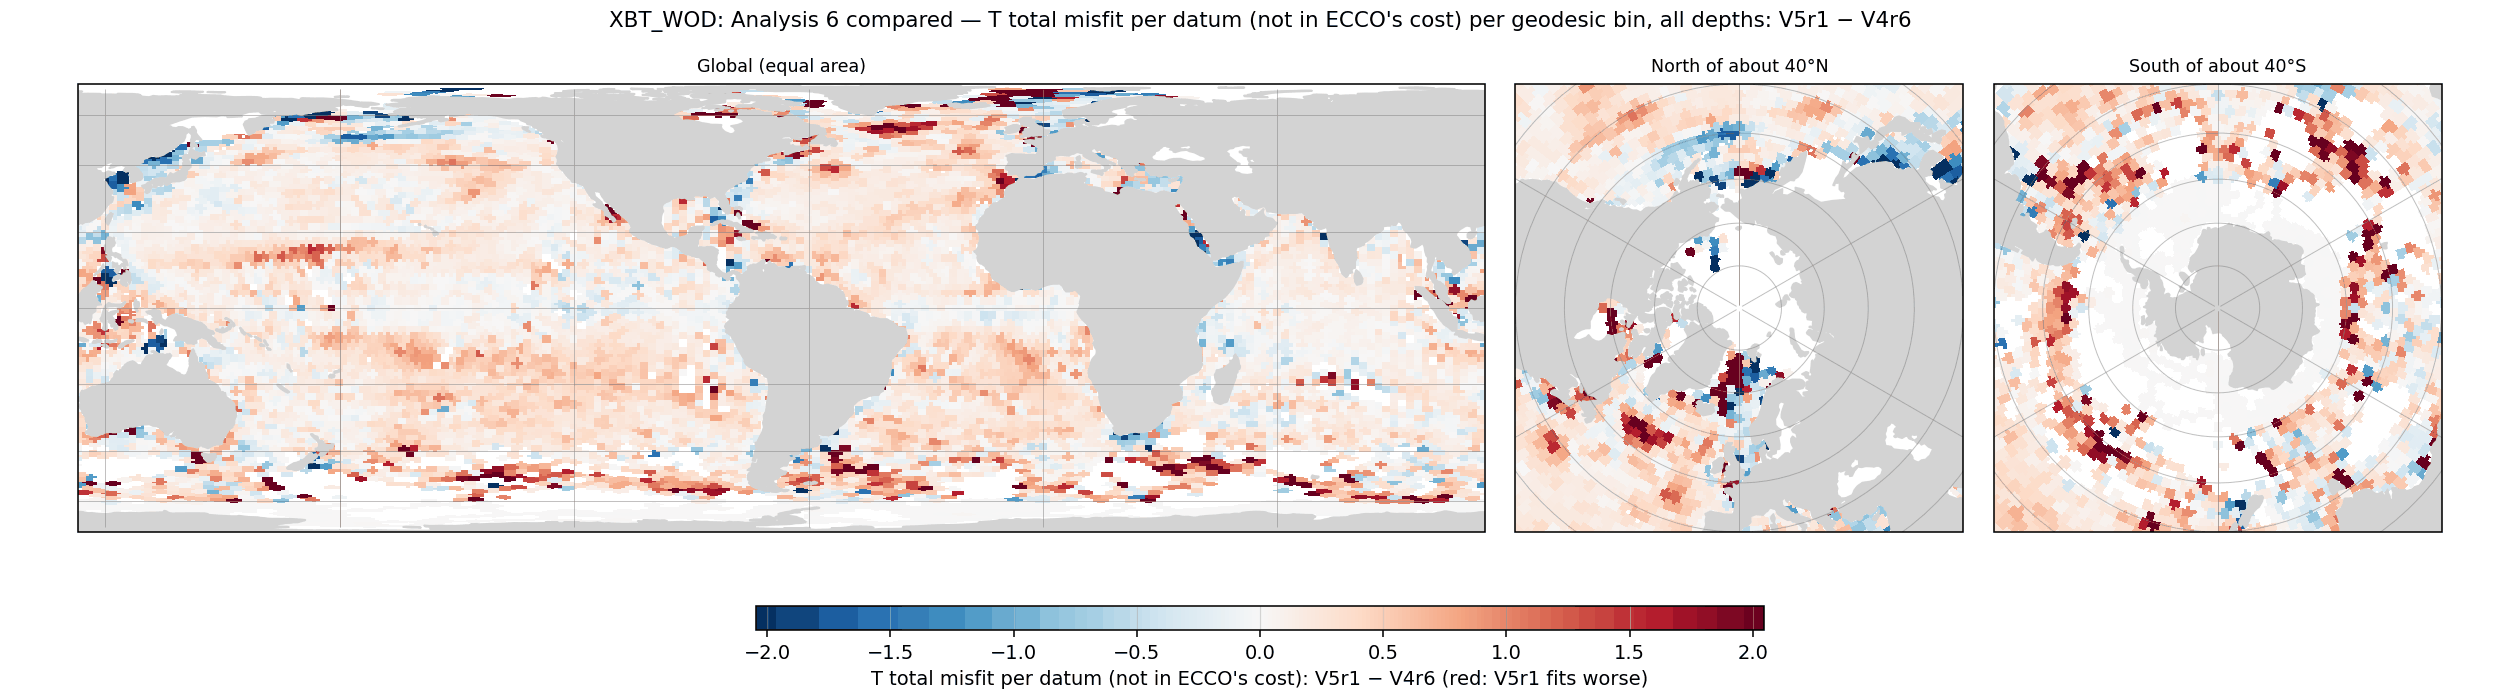 XBT_WOD: Analysis 6 compared — T total misfit per datum (not in ECCO's cost) per geodesic bin, all depths: V5r1 − V4r6
Global (equal area)
North of about 40°N
South of about 40°S
−2.0 −1.5 −1.0 −0.5 0.0 0.5 1.0 1.5 2.0
T total misfit per datum (not in ECCO's cost): V5r1 − V4r6 (red: V5r1 fits worse)